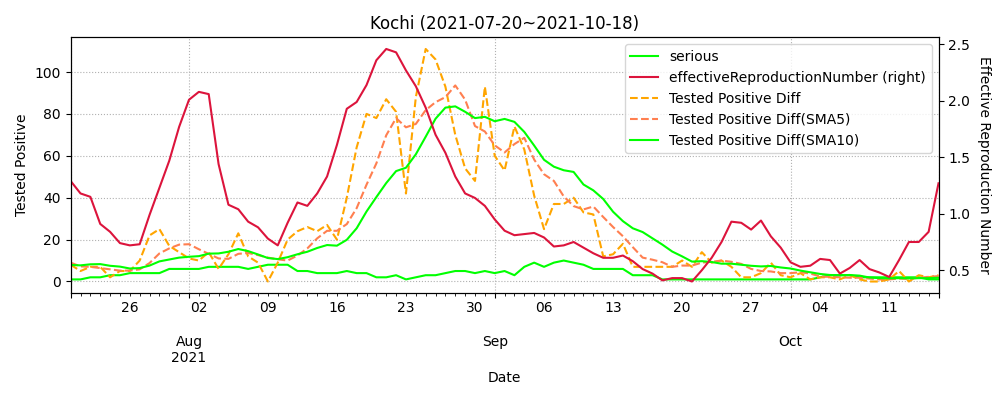 Kochi (2021-07-20~2021-10-18)
serious
effectiveReproductionNumber (right)
Tested Positive Diff
Tested Positive Diff(SMA5)
Tested Positive Diff(SMA10)
Tested Positive
100
80
60
40
20
0
2.5
2.0
1.5
1.0
0.5
Effective Reproduction Number
26 02 09 16 23 30 06 13 20 27 04 11
Aug Sep Oct
2021
Date